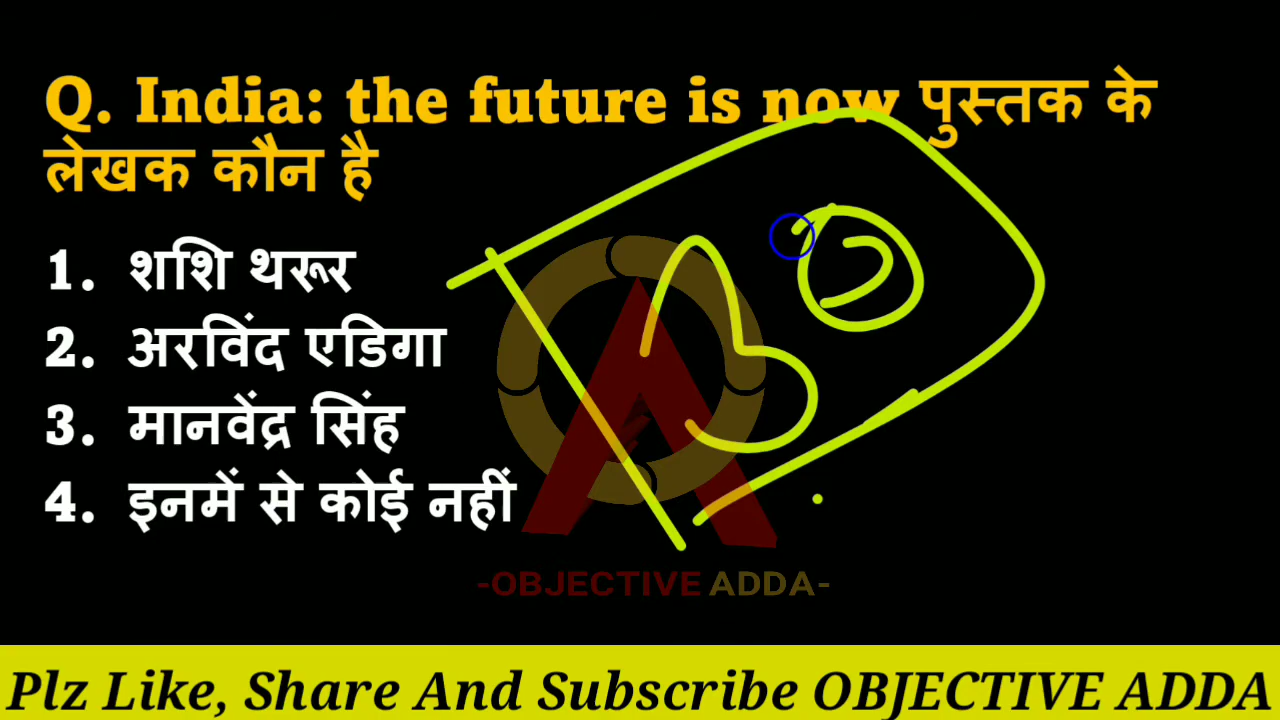 Q. India: the future is now पुस्तक के
लेखक कौन है
1. शशि थरूर
2. अरविंद एडिगा
3. मानवेंद्र सिंह
4. इनमें से कोई नहीं
-OBJECTIVE ADDA-
Plz Like, Share And Subscribe OBJECTIVE ADDA